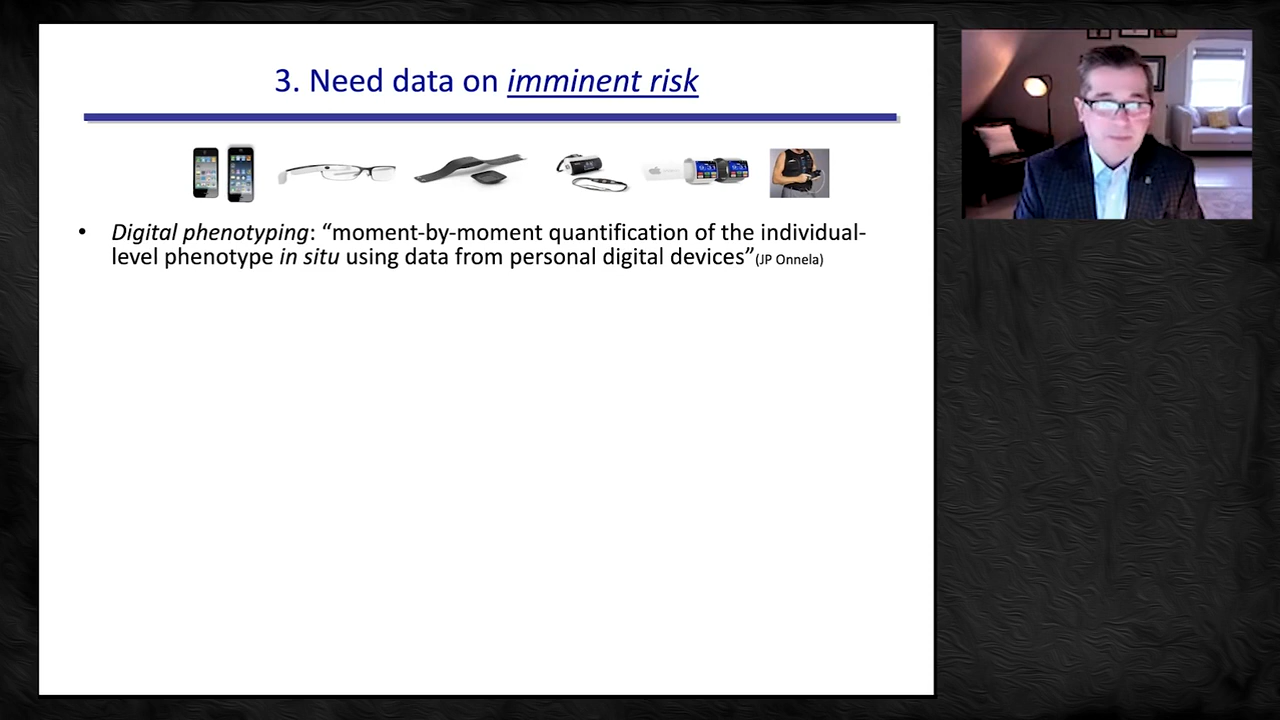 3. Need data on imminent risk
• Digital phenotyping: “moment-by-moment quantification of the individual-
level phenotype in situ using data from personal digital devices”(JP Onnela)